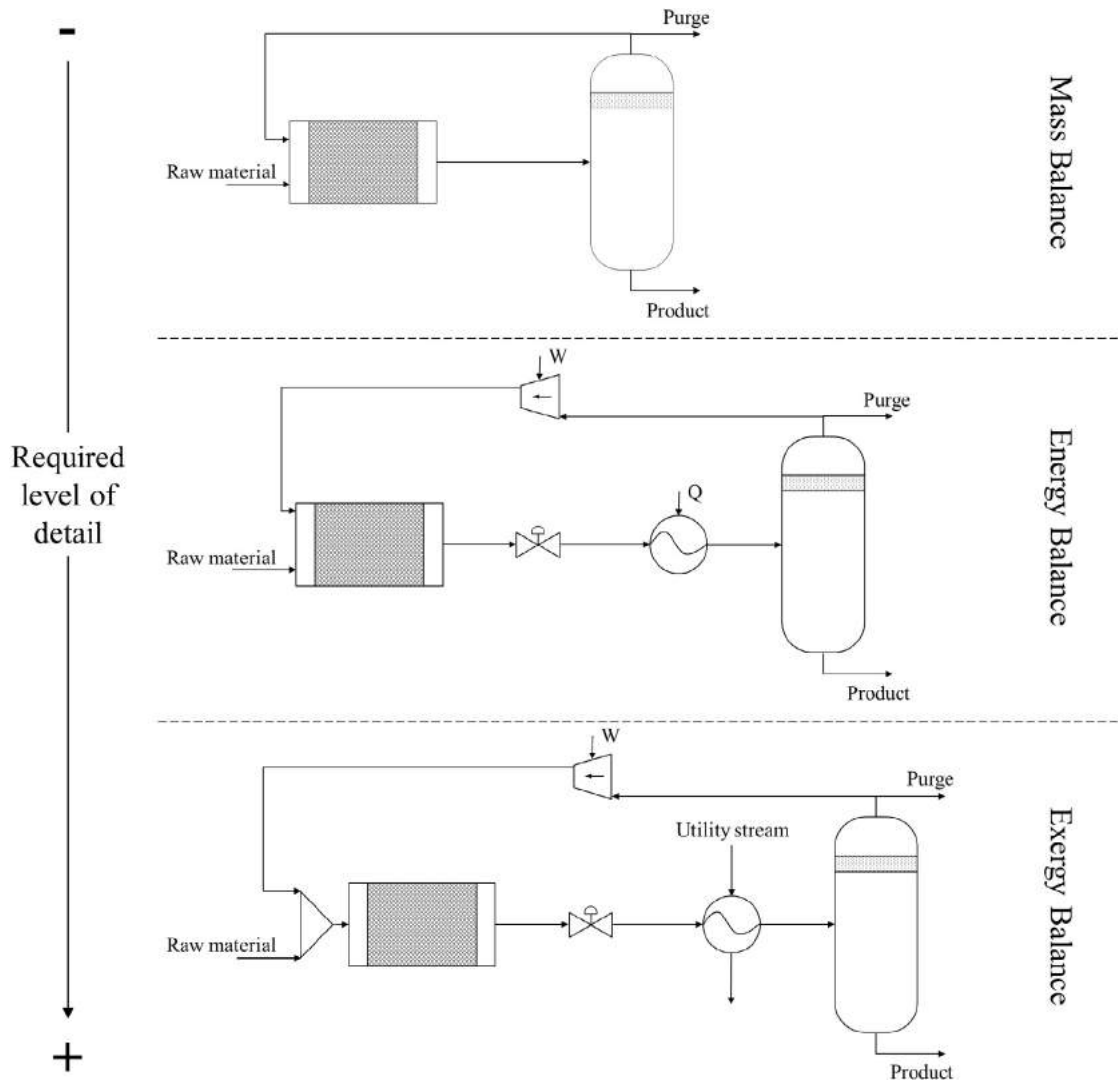 -
Required
level of
detail
+
Purge
Raw material
Product
Mass Balance
W
Purge
Q
Raw material
Product
Energy Balance
W
Purge
Utility stream
Raw material
Product
Exergy Balance